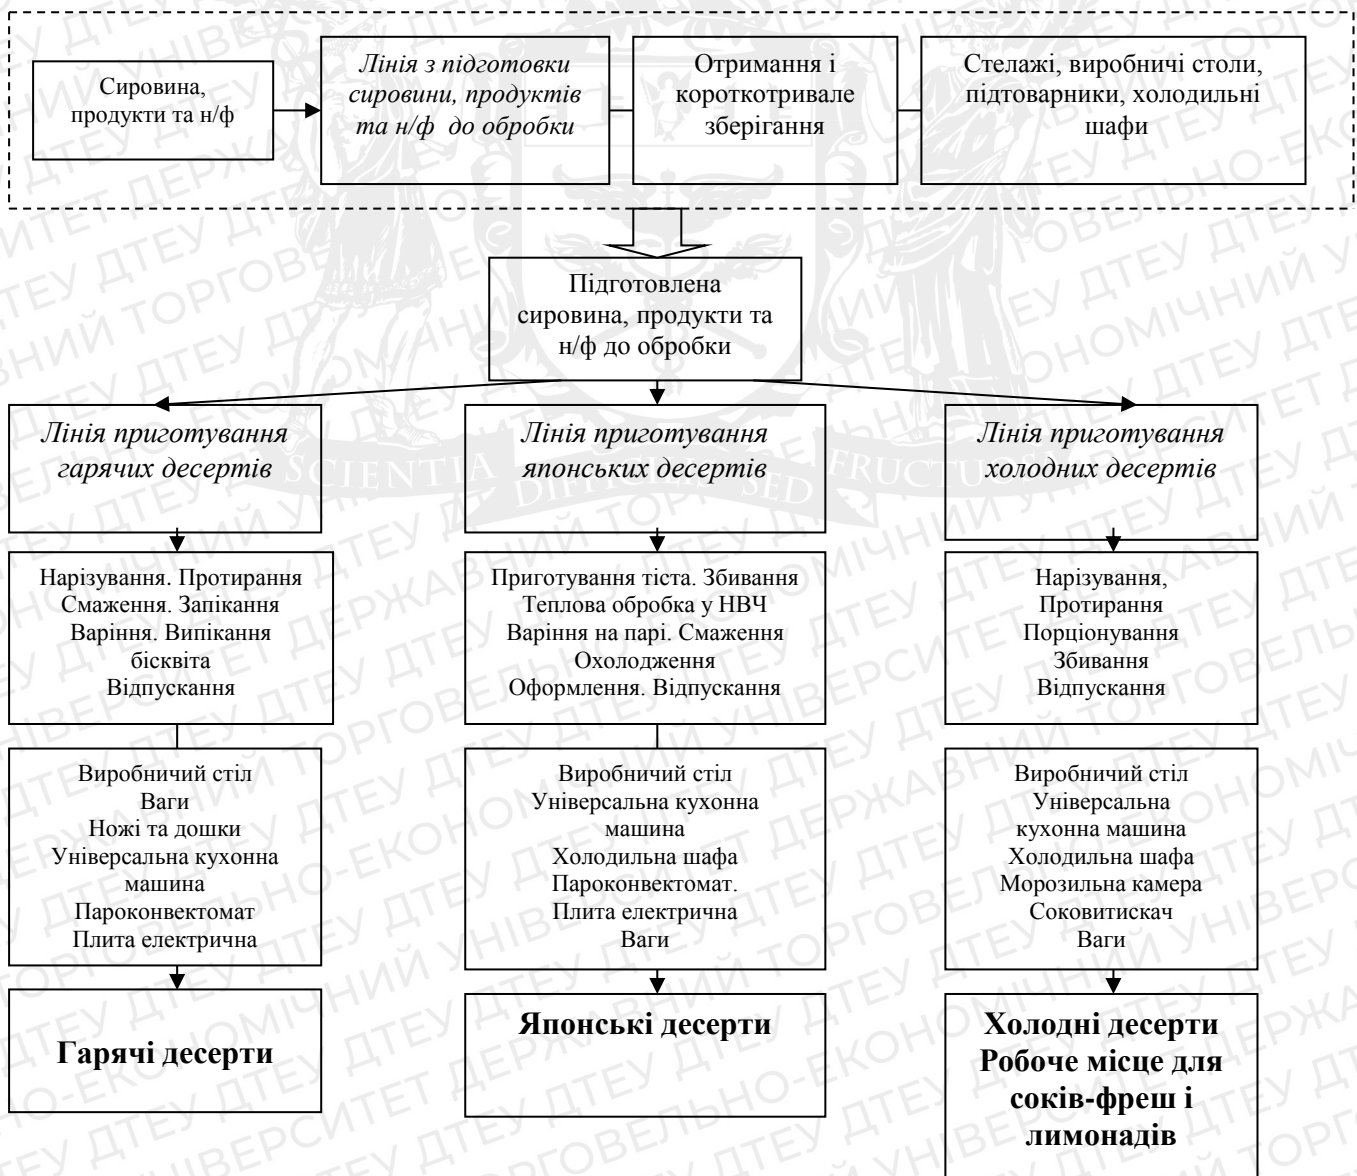 Сировина,
продукти та н/ф
Лінія з підготовки
сировини, продуктів
та н/ф до обробки
Отримання і
короткотривале
зберігання
Стелажі, виробничі столи,
підтоварники, холодильні
шафи
Підготовлена
сировина, продукти та
н/ф до обробки
Лінія приготування
гарячих десертів
Лінія приготування
японських десертів
Лінія приготування
холодних десертів
SCIENTIA DIFFICILIS SED FRUCTUOSA
Нарізування. Протирання
Смаження. Запікання
Варіння. Випікання
бісквіта
Відпускання
Приготування тіста. Збивання
Теплова обробка у НВЧ
Варіння на парі. Смаження
Охолодження
Оформлення. Відпускання
Нарізування,
Протирання
Порціонування
Збивання
Відпускання
Виробничий стіл
Ваги
Ножі та дошки
Універсальна кухонна
машина
Пароконвектомат
Плита електрична
Виробничий стіл
Універсальна кухонна
машина
Холодильна шафа
Пароконвектомат.
Плита електрична
Ваги
Виробничий стіл
Універсальна
кухонна машина
Холодильна шафа
Морозильна камера
Соковитискач
Ваги
Гарячі десерти
Японські десерти
Холодні десерти
Робоче місце для
соків-фреш і
лимонадів